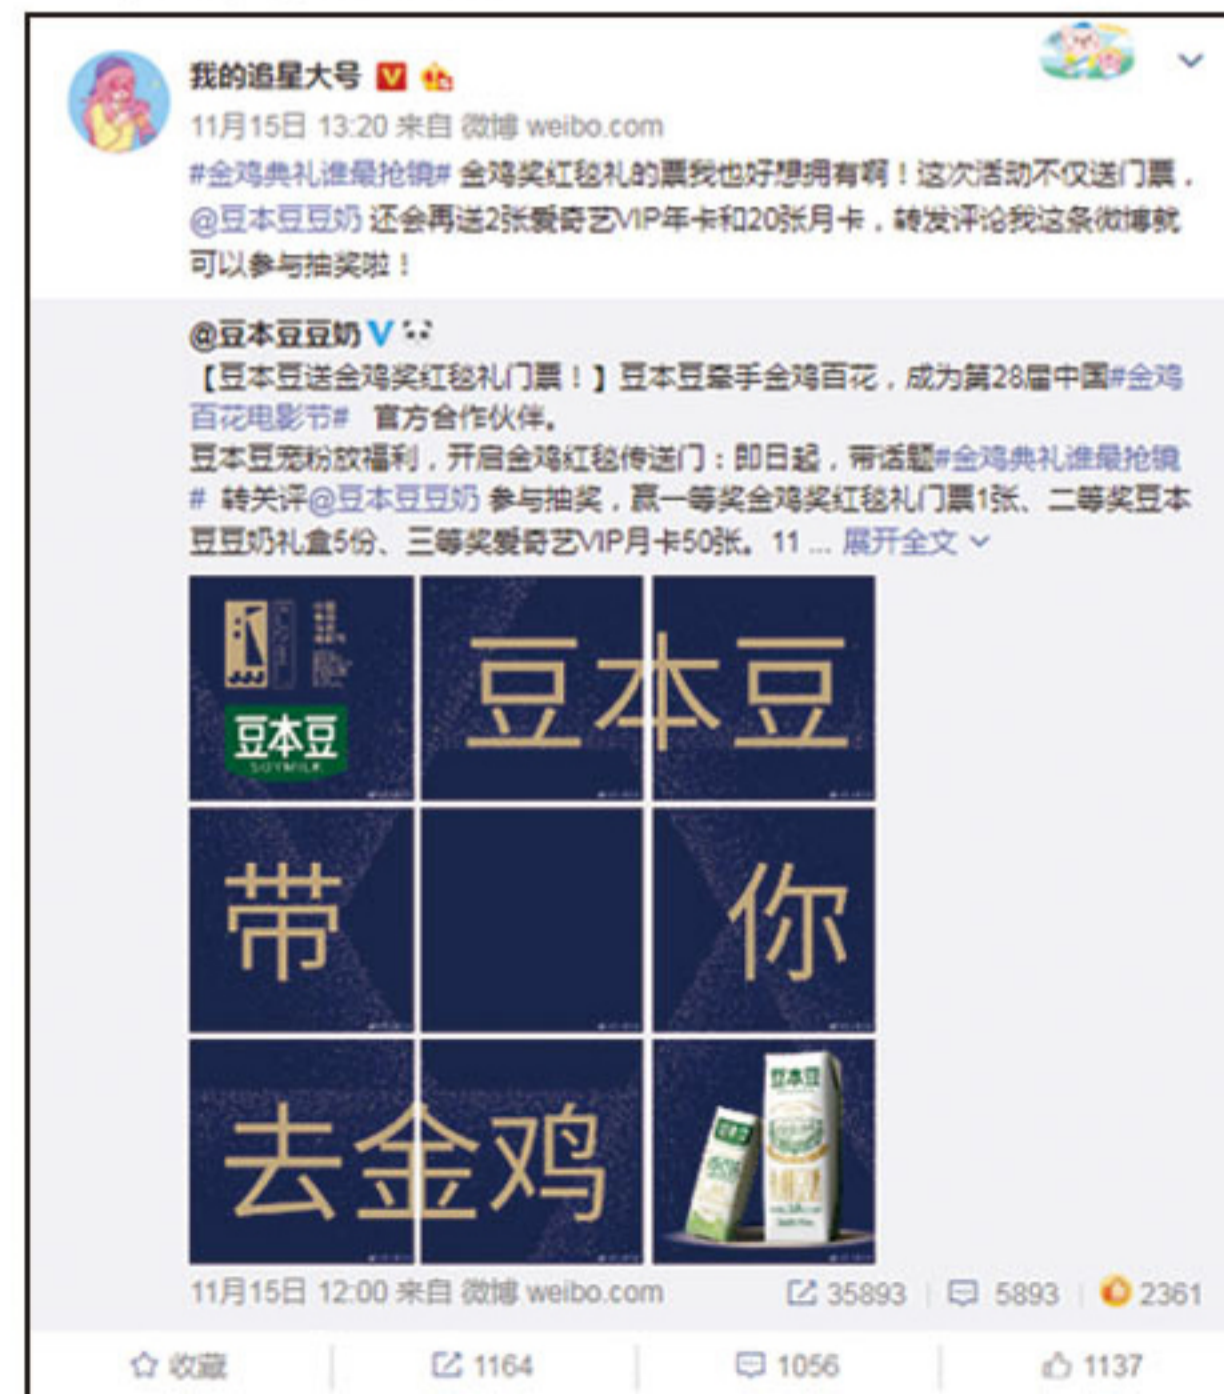 我的追星大号
11月15日 13:20 来自 微博 weibo.com
#金鸡典礼谁最抢镜# 金鸡奖红毯礼的票我也好想拥有啊！这次活动不仅送门票，
@豆本豆豆奶 还会再送2张爱奇艺VIP年卡和20张月卡，转发评论我这条微博就
可以参与抽奖啦！
@豆本豆豆奶
【豆本豆送金鸡奖红毯礼门票！】豆本豆牵手金鸡百花，成为第28届中国#金鸡
百花电影节# 官方合作伙伴。
豆本豆宠粉放福利，开启金鸡红毯传送门：即日起，带话题#金鸡典礼谁最抢镜
# 转关评@豆本豆豆奶 参与抽奖，赢一等奖金鸡奖红毯礼门票1张、二等奖豆本
豆豆奶礼盒5份、三等奖爱奇艺VIP月卡50张。11 ... 展开全文
豆本豆
SOYMILK
豆本豆
带 你
去金鸡
豆本豆
11月15日 12:00 来自 微博 weibo.com 35893 5893 2361
收藏 1164 1056 1137